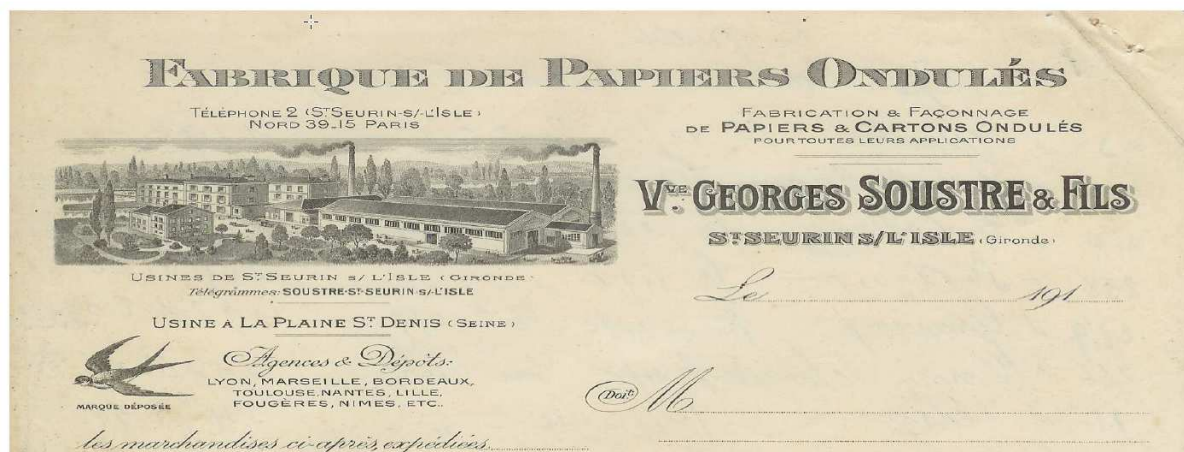 FABRIQUE DE PAPIERS ONDULÉS
TÉLÉPHONE 2 (ST SEURIN-S/-L'ISLE)
NORD 39_15 PARIS
USINES DE ST SEURIN S/ L'ISLE (GIRONDE)
Télégrammes: SOUSTRE-ST-SEURIN-S/-L'ISLE
USINE A LA PLAINE ST DENIS (SEINE)
Agences & Dépôts:
LYON, MARSEILLE, BORDEAUX,
TOULOUSE, NANTES, LILLE,
FOUGÈRES, NIMES, ETC..
MARQUE DÉPOSÉE
FABRICATION & FAÇONNAGE
DE PAPIERS & CARTONS ONDULÉS
POUR TOUTES LEURS APPLICATIONS
Vve. GEORGES SOUSTRE & FILS
ST SEURIN S/L'ISLE (Gironde)
Le 191
Doit M
les marchandises ci-après, expédiées